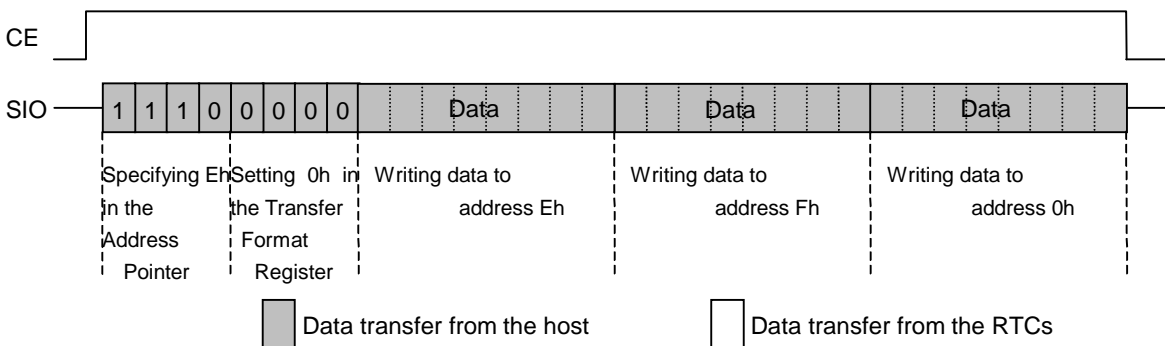 CE
SIO 1 1 1 0 0 0 0 0 Data Data Data
Specifying Eh Setting 0h in Writing data to Writing data to Writing data to
in the the Transfer address Eh address Fh address 0h
Address Format
Pointer Register
Data transfer from the host Data transfer from the RTCs